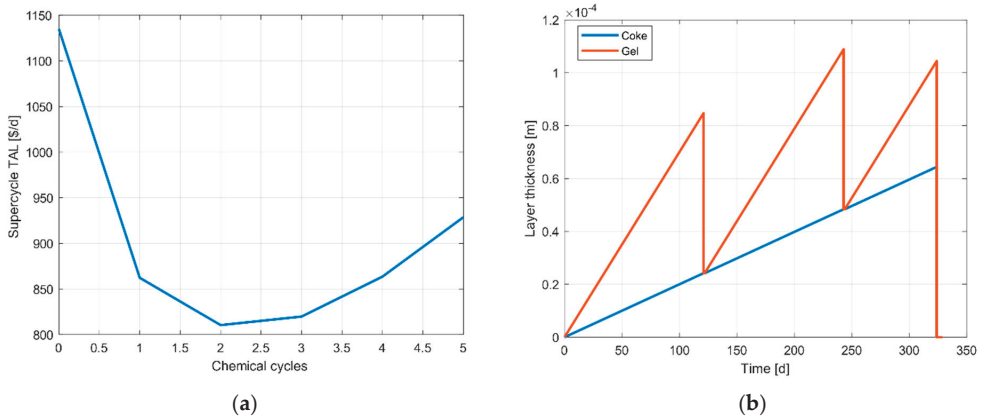 1150
1100
1050
1000
950
900
850
800
Supercycle TAL [$/d]
0 0.5 1 1.5 2 2.5 3 3.5 4 4.5 5
Chemical cycles
(a)
×10-4
1.2
1
0.8
0.6
0.4
0.2
0
Layer thickness [m]
Coke
Gel
0 50 100 150 200 250 300 350
Time [d]
(b)